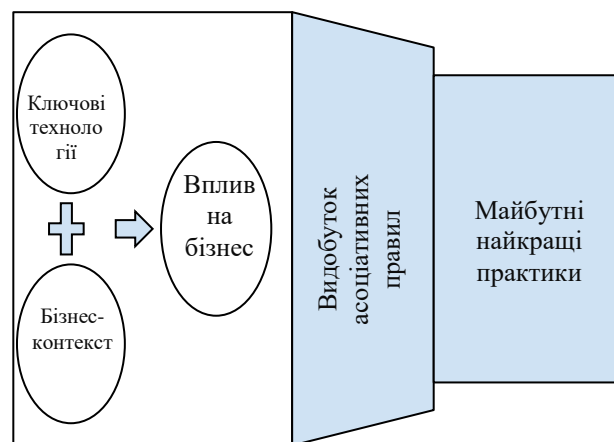 Ключові
техноло
гії
Вплив
на
бізнес
Бізнес-
контекст
Видобуток
асоціативних
правил
Майбутні
найкращі
практики